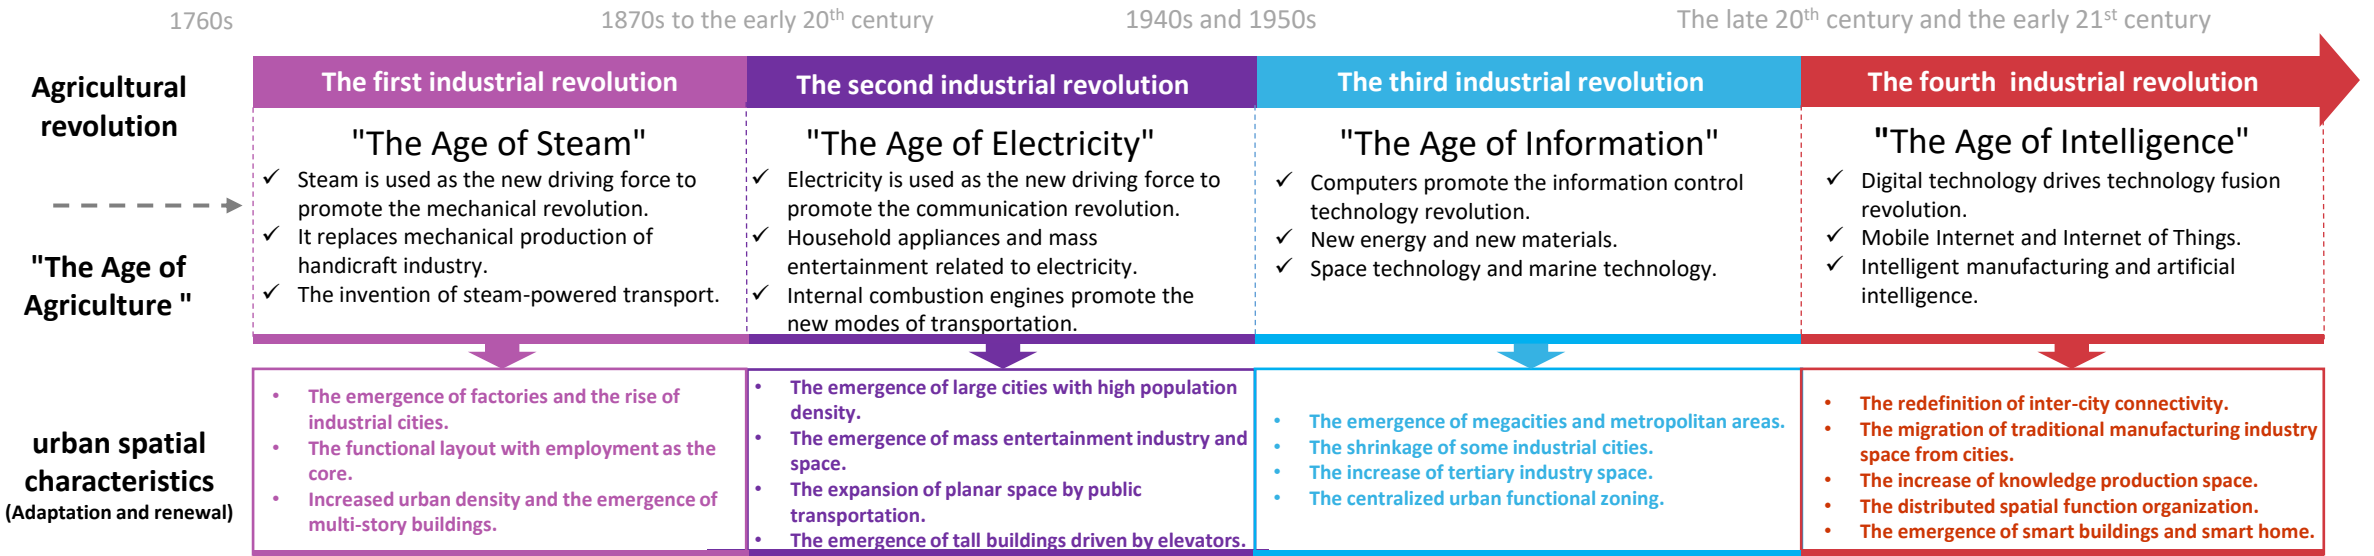 1760s
1870s to the early 20th century
1940s and 1950s
The late 20th century and the early 21st century
Agricultural
revolution
"The Age of
Agriculture "
The first industrial revolution
"The Age of Steam"
✓ Steam is used as the new driving force to
promote the mechanical revolution.
✓ It replaces mechanical production of
handicraft industry.
✓ The invention of steam-powered transport.
The second industrial revolution
"The Age of Electricity"
✓ Electricity is used as the new driving force to
promote the communication revolution.
✓ Household appliances and mass
entertainment related to electricity.
✓ Internal combustion engines promote the
new modes of transportation.
The third industrial revolution
"The Age of Information"
✓ Computers promote the information control
technology revolution.
✓ New energy and new materials.
✓ Space technology and marine technology.
The fourth industrial revolution
"The Age of Intelligence"
✓ Digital technology drives technology fusion
revolution.
✓ Mobile Internet and Internet of Things.
✓ Intelligent manufacturing and artificial
intelligence.
urban spatial
characteristics
(Adaptation and renewal)
• The emergence of factories and the rise of
industrial cities.
• The functional layout with employment as the
core.
• Increased urban density and the emergence of
multi-story buildings.
• The emergence of large cities with high population
density.
• The emergence of mass entertainment industry and
space.
• The expansion of planar space by public
transportation.
• The emergence of tall buildings driven by elevators.
• The emergence of megacities and metropolitan areas.
• The shrinkage of some industrial cities.
• The increase of tertiary industry space.
• The centralized urban functional zoning.
• The redefinition of inter-city connectivity.
• The migration of traditional manufacturing industry
space from cities.
• The increase of knowledge production space.
• The distributed spatial function organization.
• The emergence of smart buildings and smart home.